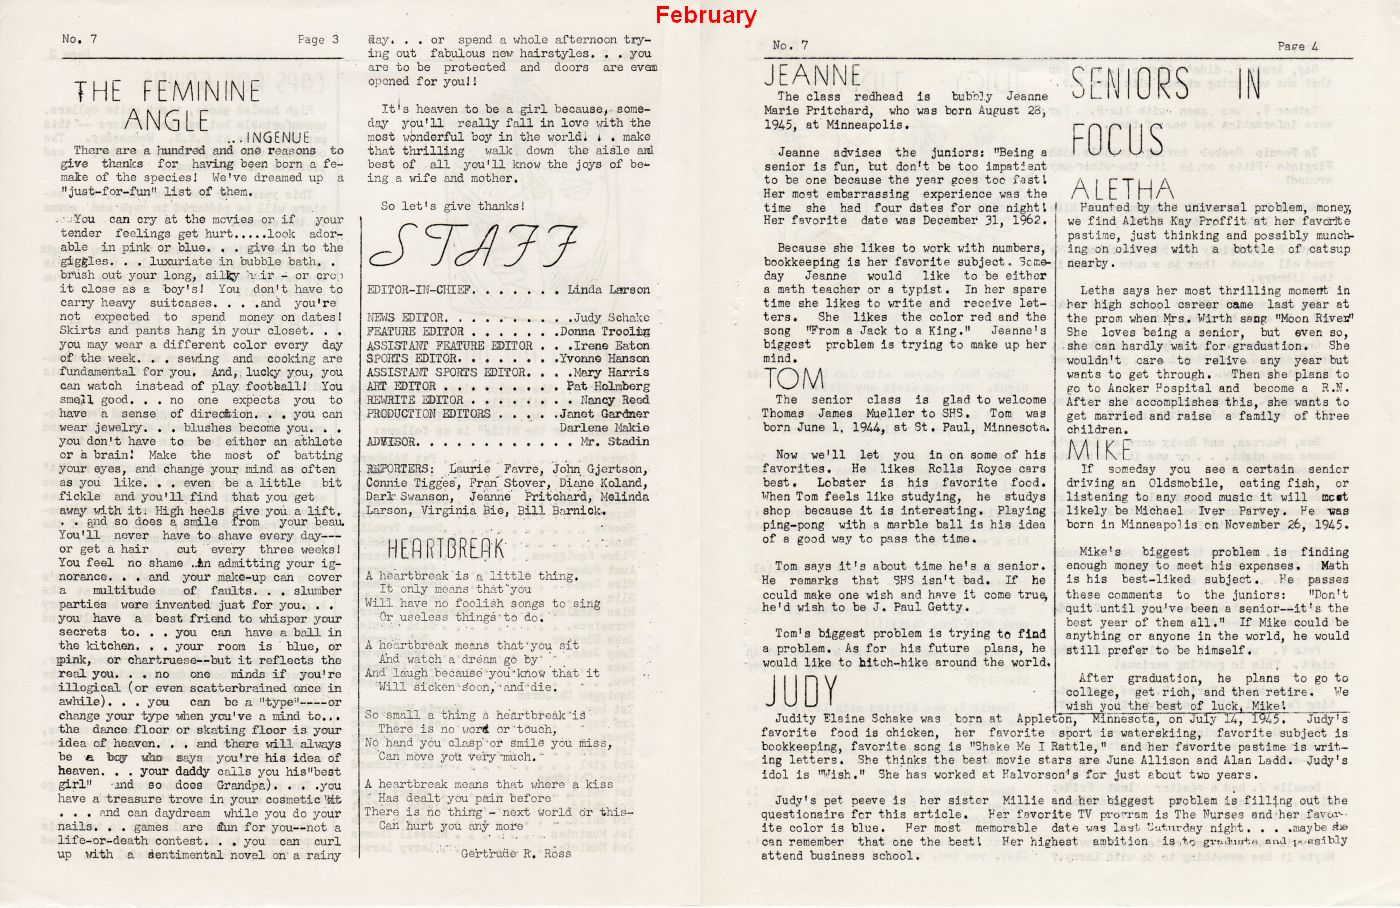 February
No. 7 Page 3
THE FEMININE
ANGLE
...INGENUE
There are a hundred and one reasons to
give thanks for having been born a fe-
make of the species! We've dreamed up a
"just-for-fun" list of them.
You can cry at the movies or if your
tender feelings get hurt.....look ador-
able in pink or blue. . . give in to the
giggles. . . luxuriate in bubble bath. .
brush out your long, silky hair - or crop
it close as a boy's! You don't have to
carry heavy suitcases. . . .and you're
not expected to spend money on dates!
Skirts and pants hang in your closet. . .
you may wear a different color every day
of the week. . . sewing and cooking are
fundamental for you. And, lucky you, you
can watch instead of play football! You
smell good. . . no one expects you to
have a sense of direction. . . you can
wear jewelry. . . blushes become you. . .
you don't have to be either an athlete
or a brain! Make the most of batting
your eyes, and change your mind as often
as you like. . . even be a little bit
fickle and you'll find that you get
away with it. High heels give you a lift.
. . and so does a smile from your beau.
You'll never have to shave every day---
or get a hair cut every three weeks!
You feel no shame in admitting your ig-
norance. . . and your make-up can cover
a multitude of faults. . . slumber
parties were invented just for you. . .
you have a best friend to whisper your
secrets to. . . you can have a ball in
the kitchen. . . your room is blue, or
pink, or chartruese--but it reflects the
real you. . . no one minds if you're
illogical (or even scatterbrained once in
awhile). . . you can be a "type"----or
change your type when you've a mind to...
the dance floor or skating floor is your
idea of heaven. . . and there will always
be a boy who says you're his idea of
heaven. . . your daddy calls you his"best
girl" and so does Grandpa). . . .you
have a treasure trove in your cosmetic kit
. . . and can daydream while you do your
nails. . . games are fun for you--not a
life-or-death contest. . . you can curl
up with a sentimental novel on a rainy
day. . . or spend a whole afternoon try-
ing out fabulous new hairstyles. . . you
are to be protected and doors are even
opened for you!!
It's heaven to be a girl because, some-
day you'll really fall in love with the
most wonderful boy in the world. . . make
that thrilling walk down the aisle and
best of all you'll know the joys of be-
ing a wife and mother.
So let's give thanks!
STAFF
EDITOR-IN-CHIEF. . . . . . . . Linda Larson
NEWS EDITOR. . . . . . . . . . .Judy Schake
FEATURE EDITOR . . . . . . . .Donna Troolin
ASSISTANT FEATURE EDITOR . . .Irene Eaton
SPORTS EDITOR. . . . . . . .Yvonne Hanson
ASSISTANT SPORTS EDITOR. . . .Mary Harris
ART EDITOR . . . . . . . . . . Pat Holmberg
REWRITE EDITOR . . . . . . . . . Nancy Reed
PRODUCTION EDITORS . . . . . .Janet Gardner
Darlene Makie
ADVISOR. . . . . . . . . . . . . Mr. Stadin
REPORTERS: Laurie Favre, John Gjertson,
Connie Tigges, Fran Stover, Diane Koland,
Dark Swanson, Jeanne Pritchard, Melinda
Larson, Virginia Bie, Bill Barnick.
HEARTBREAK
A heartbreak is a little thing.
It only means that you
Will have no foolish songs to sing
Or useless things to do.
A heartbreak means that you sit
And watch a dream go by
And laugh because you know that it
Will sicken soon, and die.
So small a thing a heartbreak is
There is no word or touch,
No hand you clasp or smile you miss,
Can move you very much.
A heartbreak means that where a kiss
Has dealt you pain before
There is no thing - next world or this-
Can hurt you any more
Gertrude R. Ross
No. 7 Page 4
JEANNE
The class redhead is bubbly Jeanne
Marie Pritchard, who was born August 28,
1945, at Minneapolis.
Jeanne advises the juniors: "Being a
senior is fun, but don't be too impatient
to be one because the year goes too fast!
Her most embarrassing experience was the
time she had four dates for one night!
Her favorite date was December 31, 1962.
Because she likes to work with numbers,
bookkeeping is her favorite subject. Some-
day Jeanne would like to be either
a math teacher or a typist. In her spare
time she likes to write and receive let-
ters. She likes the color red and the
song "From a Jack to a King." Jeanne's
biggest problem is trying to make up her
mind.
TOM
The senior class is glad to welcome
Thomas James Mueller to SHS. Tom was
born June 1, 1944, at St. Paul, Minnesota.
Now we'll let you in on some of his
favorites. He likes Rolls Royce cars
best. Lobster is his favorite food.
When Tom feels like studying, he studys
shop because it is interesting. Playing
ping-pong with a marble ball is his idea
of a good way to pass the time.
Tom says it's about time he's a senior.
He remarks that SHS isn't bad. If he
could make one wish and have it come true,
he'd wish to be J. Paul Getty.
Tom's biggest problem is trying to find
a problem. As for his future plans, he
would like to hitch-hike around the world.
SENIORS IN
FOCUS
ALETHA
Haunted by the universal problem, money,
we find Aletha Kay Proffit at her favorite
pastime, just thinking and possibly munch-
ing on olives with a bottle of catsup
nearby.
Letha says her most thrilling moment in
her high school career came last year at
the prom when Mrs. Wirth sang "Moon River"
She loves being a senior, but even so,
she can hardly wait for graduation. She
wouldn't care to relive any year but
wants to get through. Then she plans to
go to Ancker Hospital and become a R.N.
After she accomplishes this, she wants to
get married and raise a family of three
children.
MIKE
If someday you see a certain senior
driving an Oldsmobile, eating fish, or
listening to any good music it will most
likely be Michael Iver Parvey. He was
born in Minneapolis on November 26, 1945.
Mike's biggest problem is finding
enough money to meet his expenses. Math
is his best-liked subject. He passes
these comments to the juniors: "Don't
quit until you've been a senior--it's the
best year of them all." If Mike could be
anything or anyone in the world, he would
still prefer to be himself.
After graduation, he plans to go to
college, get rich, and then retire. We
wish you the best of luck, Mike!
JUDY
Judity Elaine Schake was born at Appleton, Minnesota, on July 14, 1945. Judy's
favorite food is chicken, her favorite sport is waterskiing, favorite subject is
bookkeeping, favorite song is "Shake Me I Rattle," and her favorite pastime is writ-
ing letters. She thinks the best movie stars are June Allison and Alan Ladd. Judy's
idol is "Wish." She has worked at Halvorson's for just about two years.
Judy's pet peeve is her sister Millie and her biggest problem is filling out the
questionaire for this article. Her favorite TV program is The Nurses and her favor-
ite color is blue. Her most memorable date was last Saturday night. . . .maybe she
can remember that one the best! Her highest ambition is to graduate and possibly
attend business school.